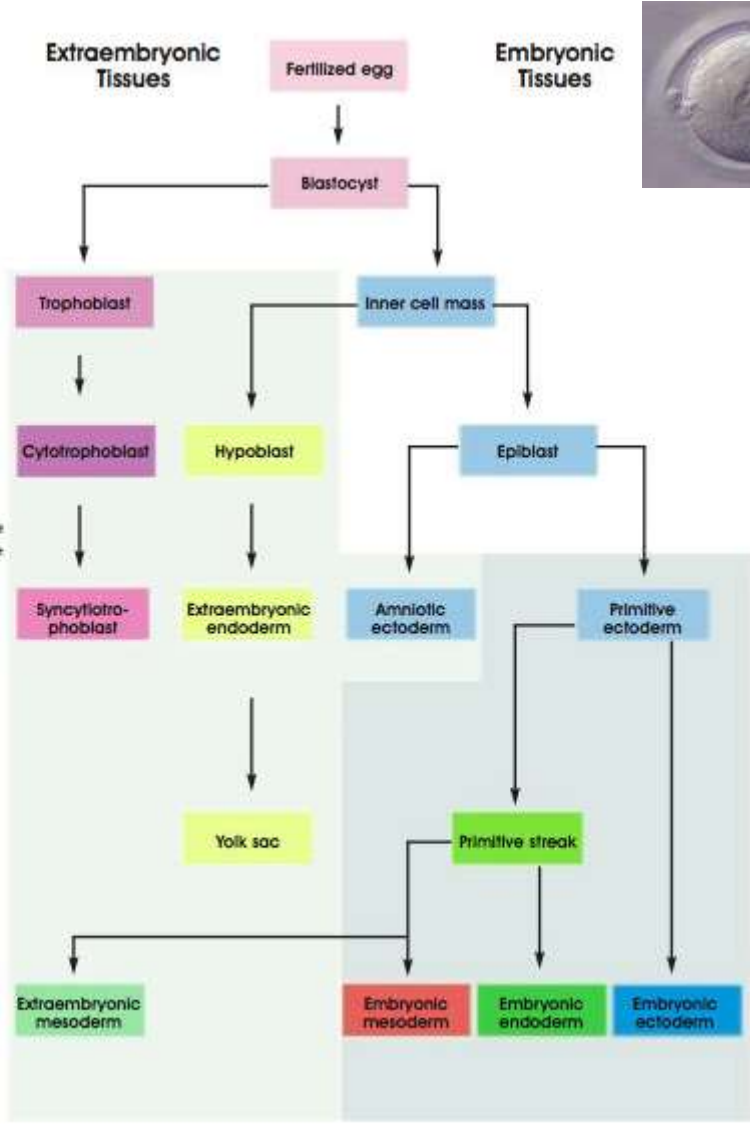 Extraembryonic
Tissues
Fertilized egg
Embryonic
Tissues
Blastocyst
Trophoblast
Inner cell mass
Cytotrophoblast
Hypoblast
Epiblast
Syncytiotro-
phoblast
Extraembryonic
endoderm
Amniotic
ectoderm
Primitive
ectoderm
Yolk sac
Primitive streak
Extraembryonic
mesoderm
Embryonic
mesoderm
Embryonic
endoderm
Embryonic
ectoderm